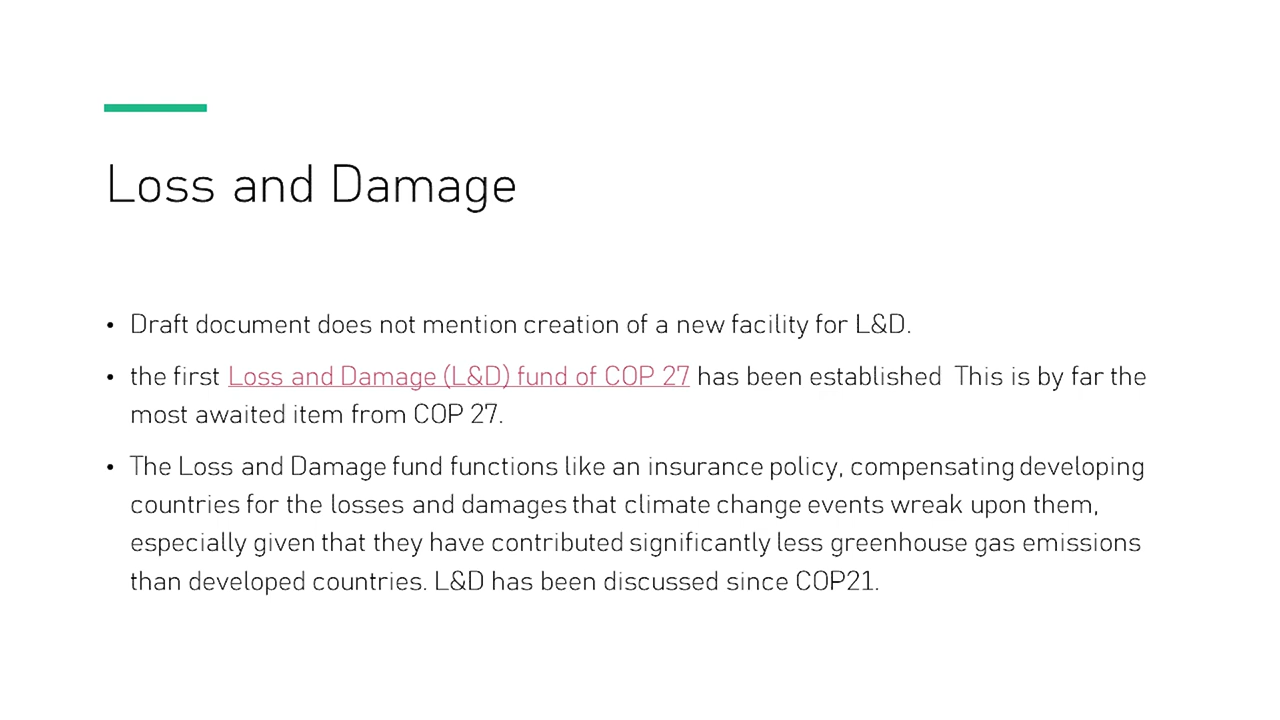 Loss and Damage
• Draft document does not mention creation of a new facility for L&D.
• the first Loss and Damage (L&D) fund of COP 27 has been established  This is by far the
most awaited item from COP 27.
• The Loss and Damage fund functions like an insurance policy, compensating developing
countries for the losses and damages that climate change events wreak upon them,
especially given that they have contributed significantly less greenhouse gas emissions
than developed countries. L&D has been discussed since COP21.